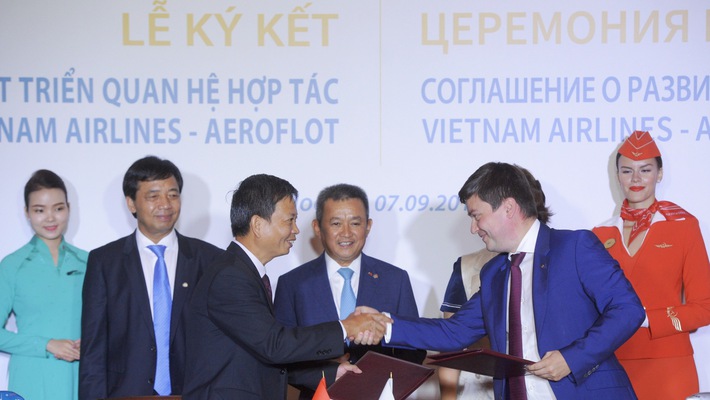 LỄ KÝ KẾT
T TRIỂN QUAN HỆ HỢP TÁC
NAM AIRLINES - AEROFLOT
ЦЕРЕМОНИЯ
СОГЛАШЕНИЕ О РАЗВИ
VIETNAM AIRLINES - A
07.09.20